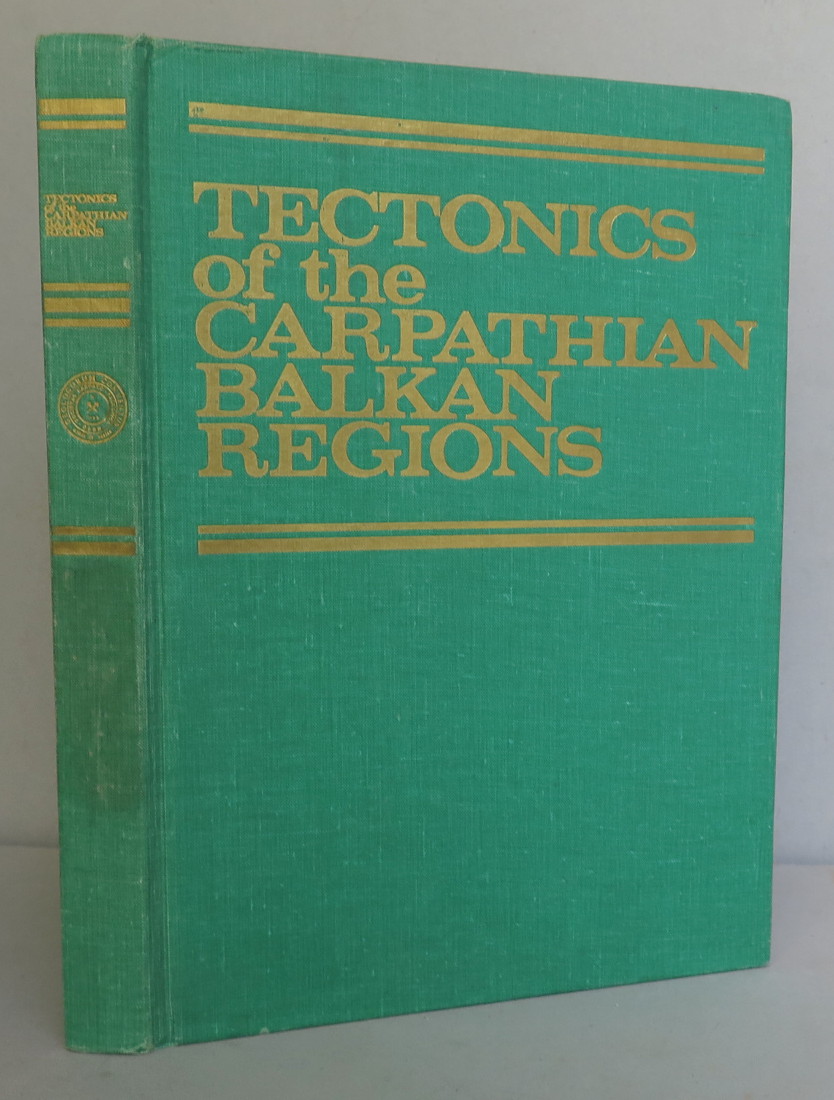 TECTONICS
of the
CARPATHIAN
BALKAN
REGIONS
TECTONICS
of the
CARPATHIAN
BALKAN
REGIONS